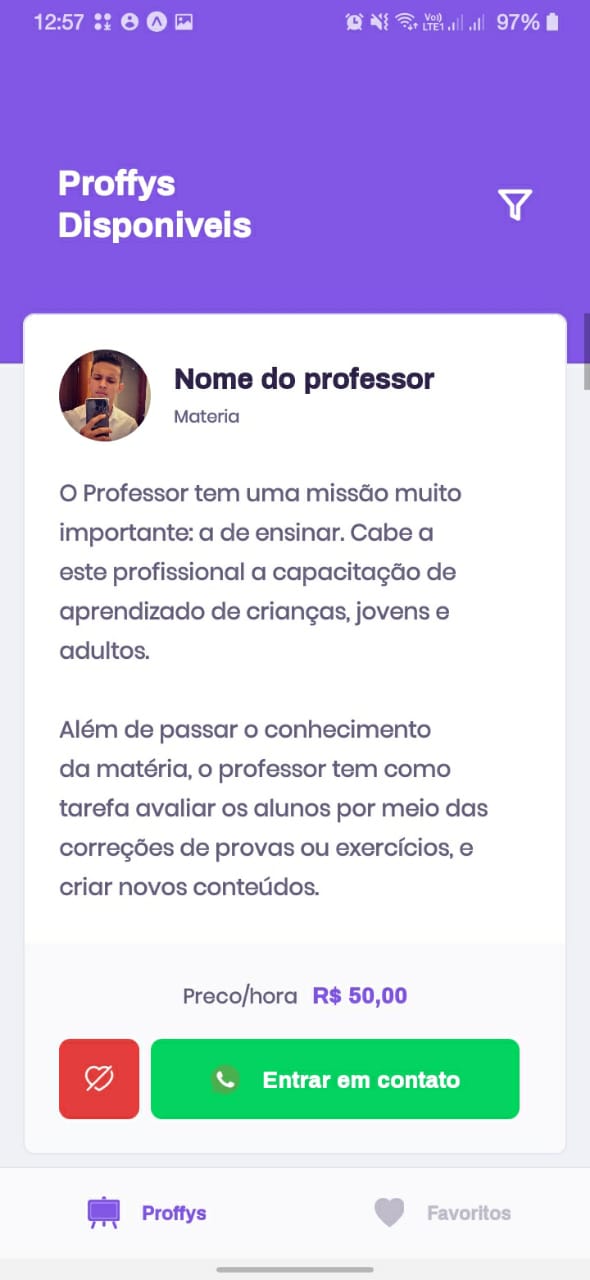 12:57
Vo)) 97%
LTE1
Proffys
Disponiveis
Nome do professor
Materia
O Professor tem uma missão muito
importante: a de ensinar. Cabe a
este profissional a capacitação de
aprendizado de crianças, jovens e
adultos.
Além de passar o conhecimento
da matéria, o professor tem como
tarefa avaliar os alunos por meio das
correções de provas ou exercícios, e
criar novos conteúdos.
Preco/hora R$ 50,00
Entrar em contato
Proffys Favoritos